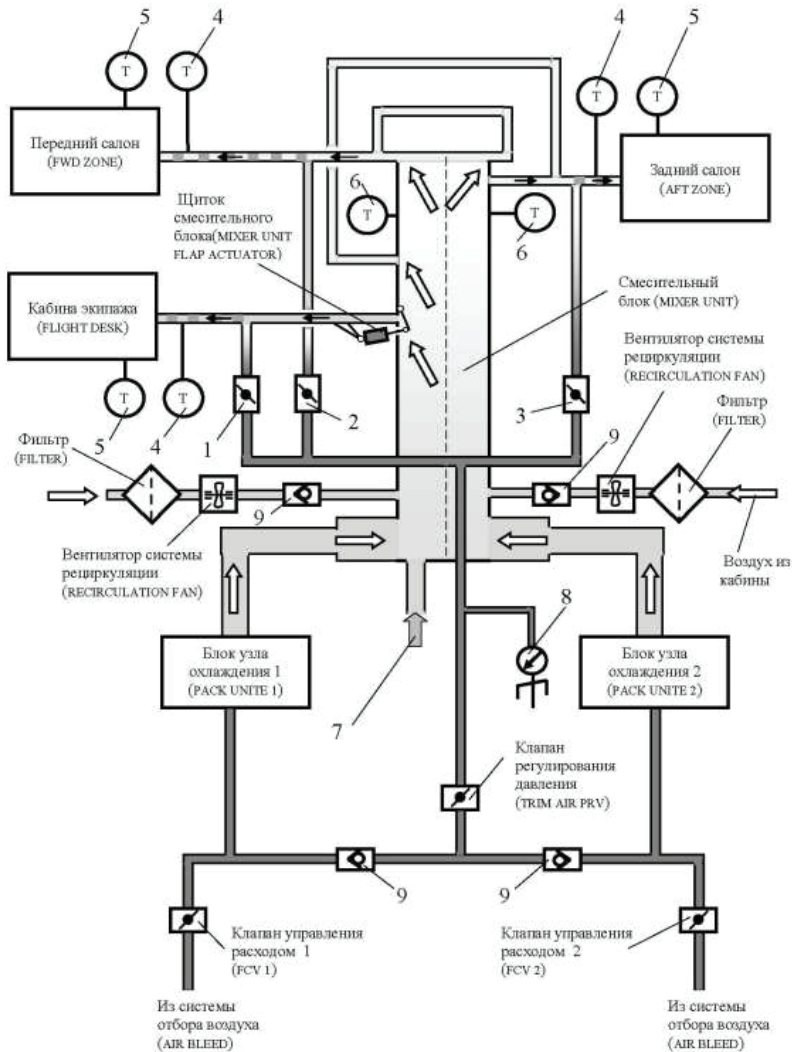 5
4
4
5
T
T
T
T
Передний салон
(FWD ZONE)
Задний салон
(AFT ZONE)
Щиток
смесительного
блока(MIXER UNIT
FLAP ACTUATOR)
6
T
T
6
Кабина экипажа
(FLIGHT DESK)
Смесительный
блок (MIXER UNIT)
Вентилятор системы
рециркуляции
(RECIRCULATION FAN)
T
T
5
4
1
2
3
Фильтр
(FILTER)
Фильтр
(FILTER)
9
9
Вентилятор системы
рециркуляции
(RECIRCULATION FAN)
Воздух из
кабины
8
Блок узла
охлаждения 1
(PACK UNITE 1)
Блок узла
охлаждения 2
(PACK UNITE 2)
7
Клапан
регулирования
давления
(TRIM AIR PRV)
9
9
Клапан управления
расходом 1
(FCV 1)
Клапан управления
расходом 2
(FCV 2)
Из системы
отбора воздуха
(AIR BLEED)
Из системы
отбора воздуха
(AIR BLEED)